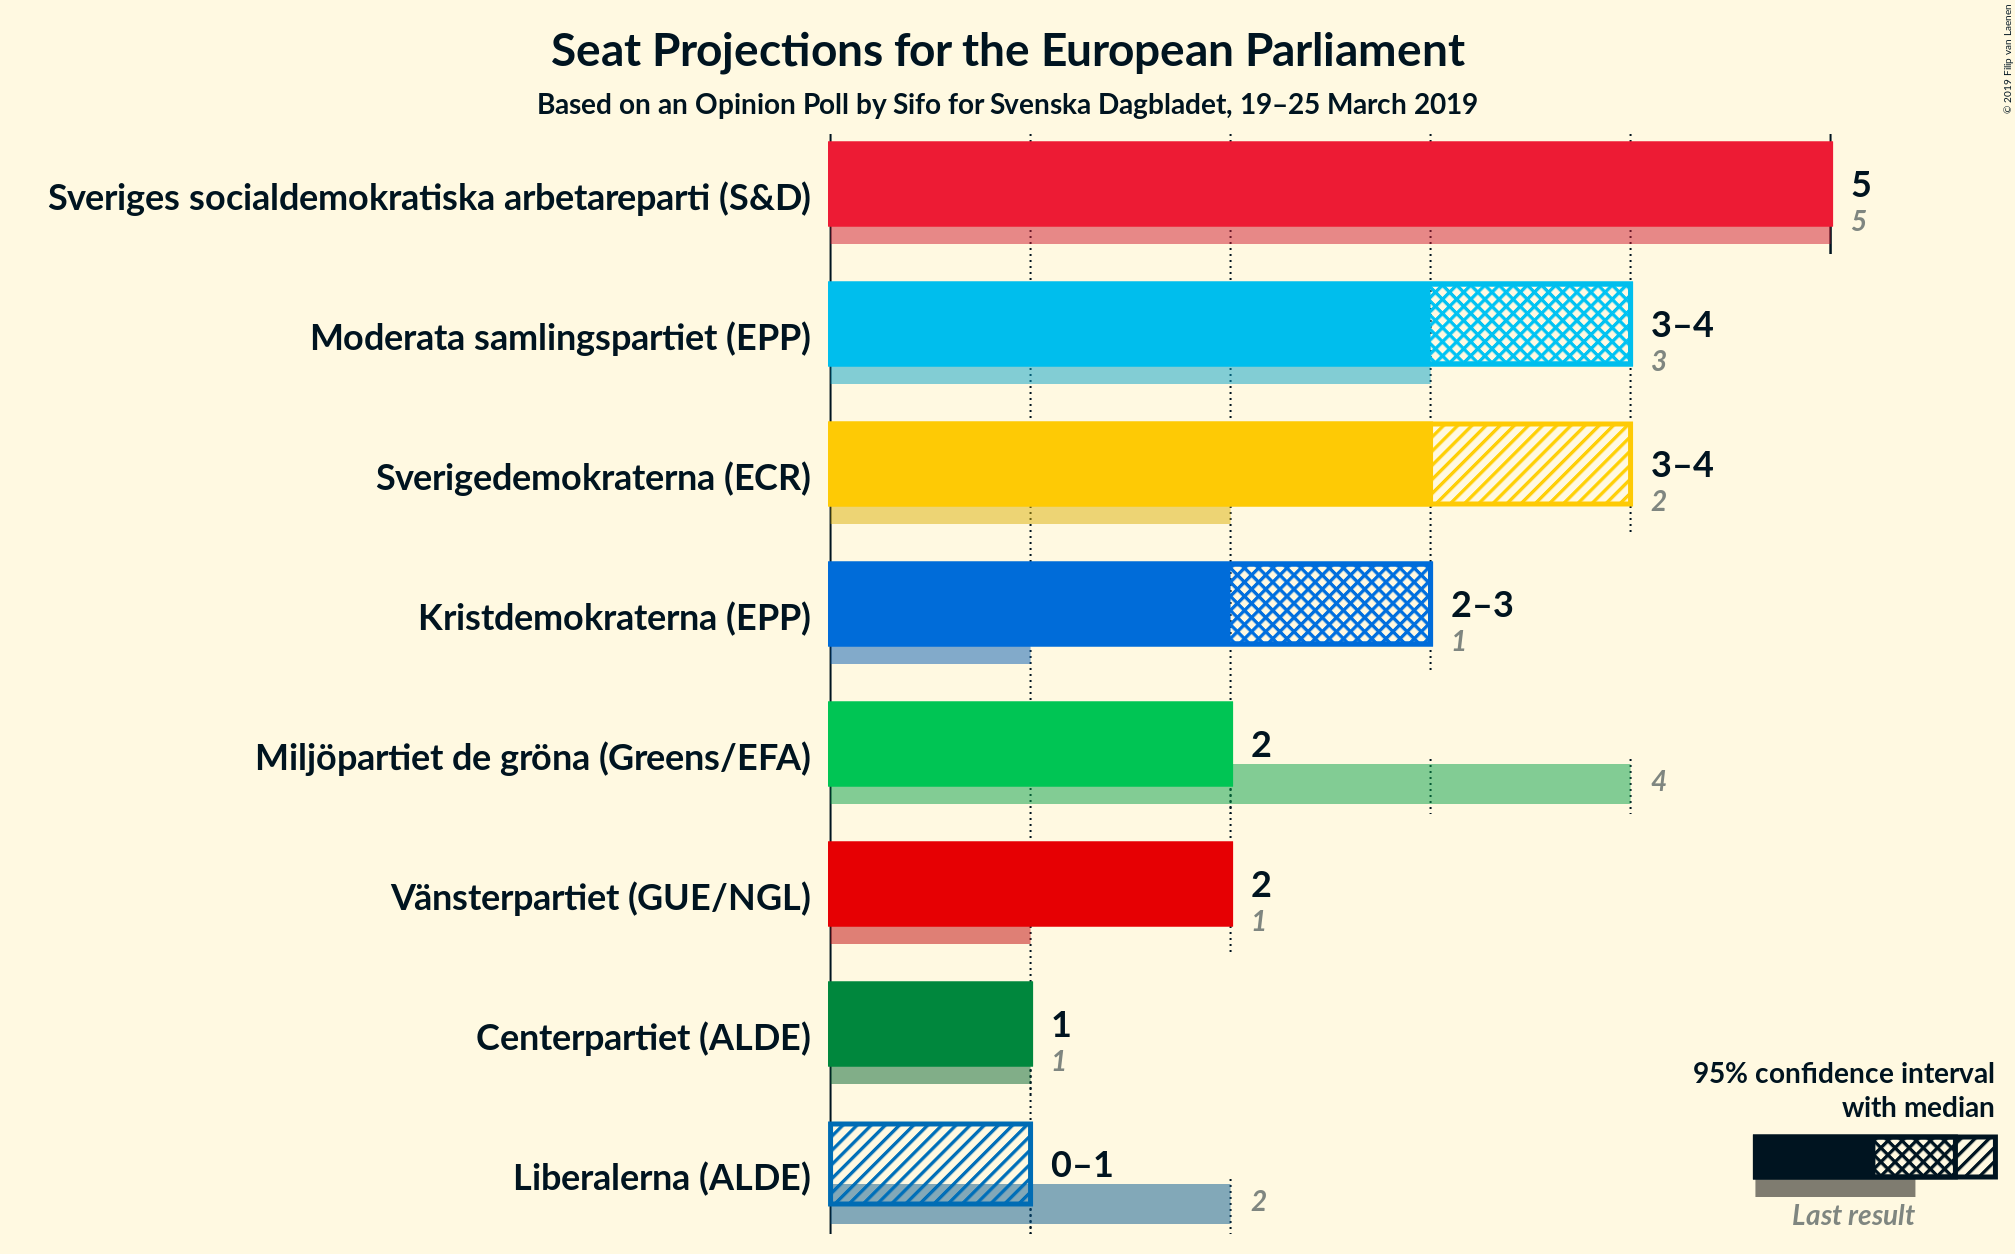 Seat Projections for the European Parliament
Based on an Opinion Poll by Sifo for Svenska Dagbladet, 19–25 March 2019
© 2019 Filip van Laenen
Sveriges socialdemokratiska arbetareparti (S&D)
5
5
Moderata samlingspartiet (EPP)
3–4
3
Sverigedemokraterna (ECR)
3–4
2
Kristdemokraterna (EPP)
2–3
1
Miljöpartiet de gröna (Greens/EFA)
2
4
Vänsterpartiet (GUE/NGL)
2
1
Centerpartiet (ALDE)
1
1
Liberalerna (ALDE)
0–1
2
95% confidence interval
with median
Last result